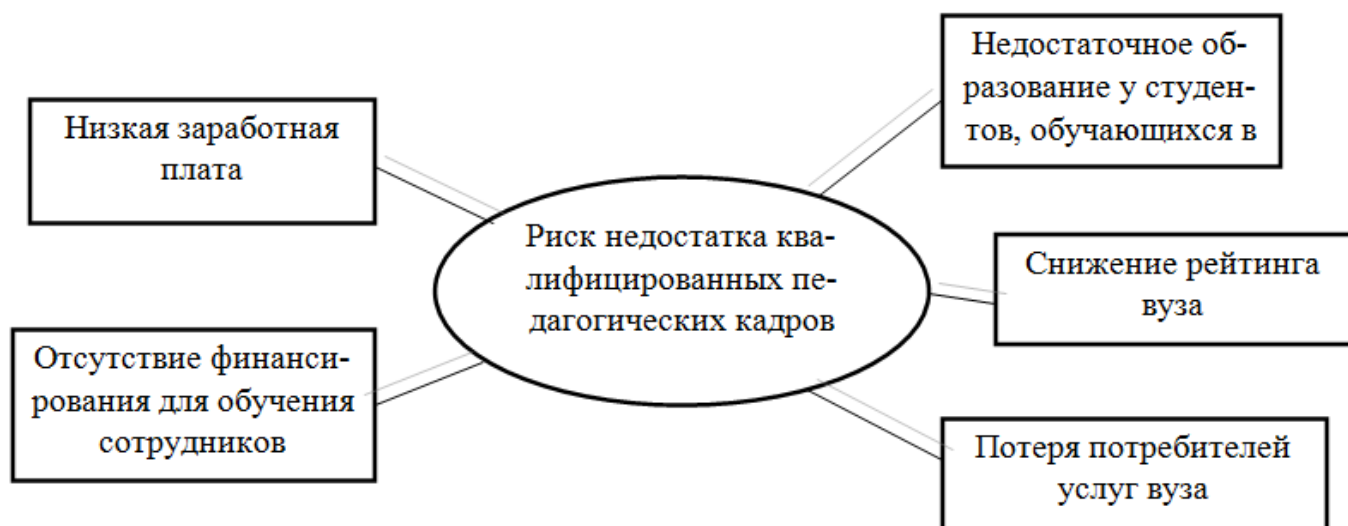 Низкая заработная
плата
Отсутствие финанси-
рования для обучения
сотрудников
Риск недостатка ква-
лифицированных пе-
дагогических кадров
Недостаточное об-
разование у студен-
тов, обучающихся в
Снижение рейтинга
вуза
Потеря потребителей
услуг вуза